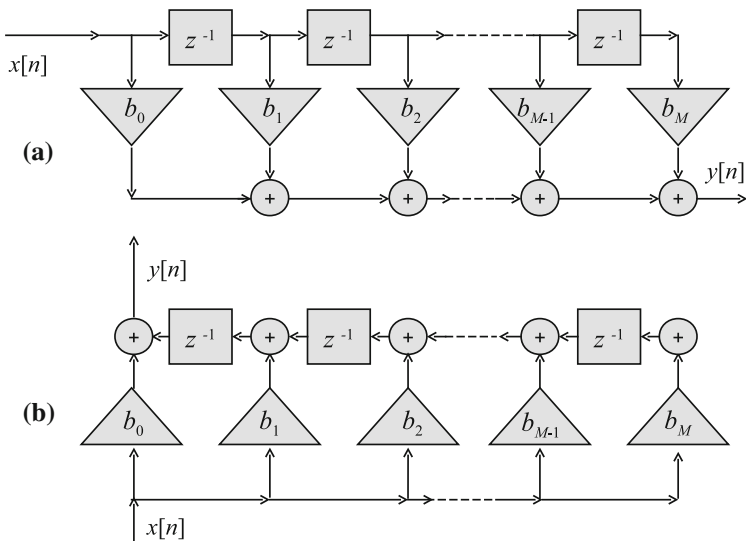 x[n] z⁻¹ z⁻¹ z⁻¹
b₀ b₁ b₂ b_{M-1} b_M
(a)
+ + + + y[n]
y[n]
+ z⁻¹ + z⁻¹ + + z⁻¹ +
(b)
b₀ b₁ b₂ b_{M-1} b_M
x[n]